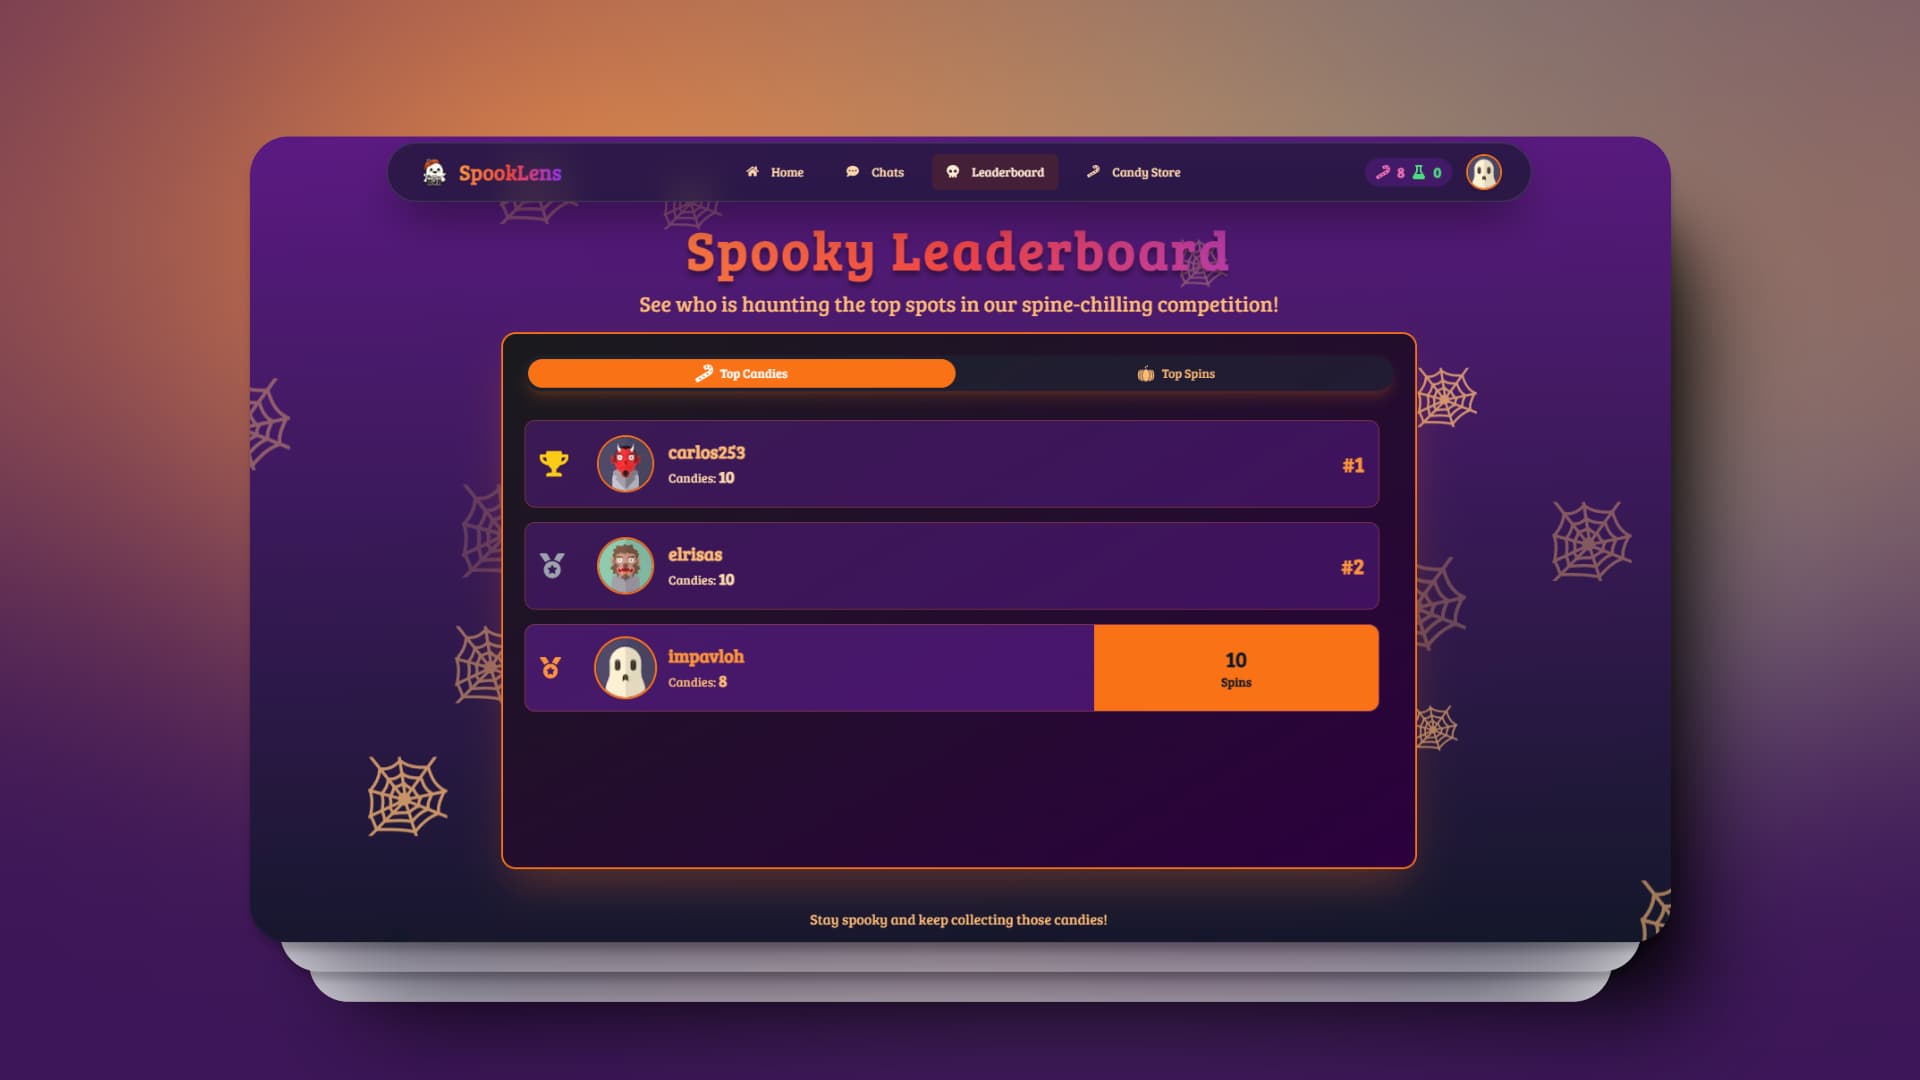 SpookLens
Home
Chats
Leaderboard
Candy Store
8
0
Spooky Leaderboard
See who is haunting the top spots in our spine-chilling competition!
Top Candies
Top Spins
carlos253
Candies: 10
#1
elrisas
Candies: 10
#2
impavloh
Candies: 8
10
Spins
Stay spooky and keep collecting those candies!